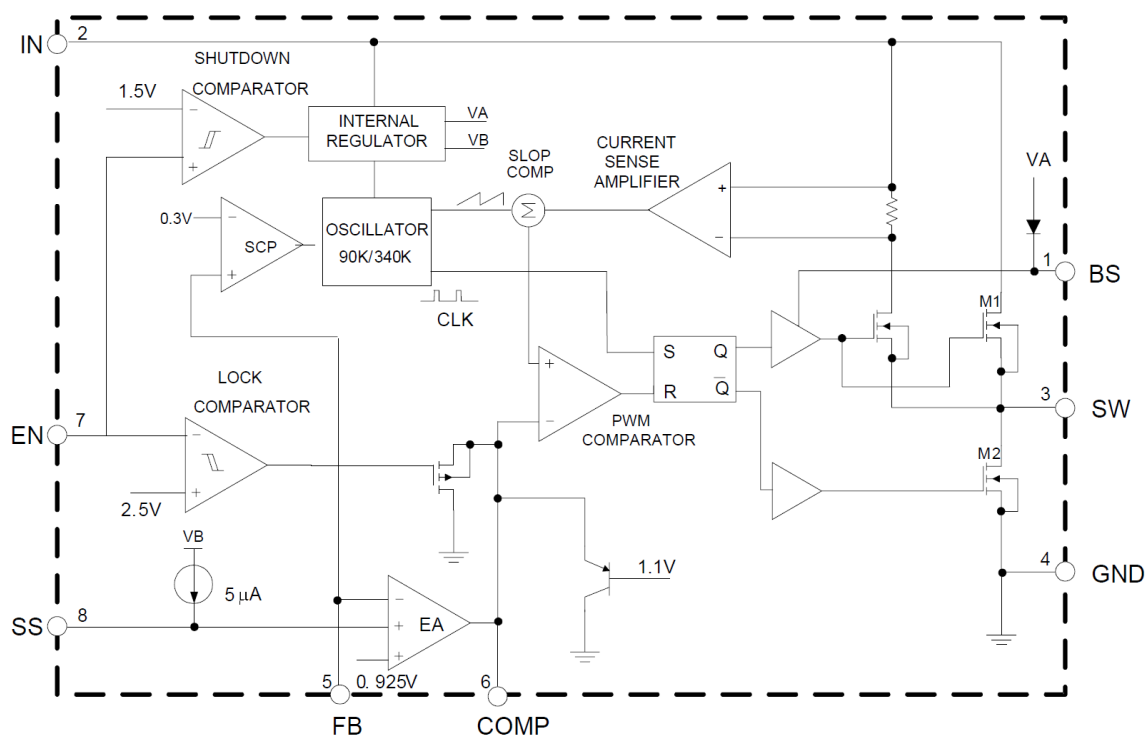 IN
2
SHUTDOWN
COMPARATOR
1.5V
−
+
INTERNAL
REGULATOR
VA
VB
SLOP
COMP
CURRENT
SENSE
AMPLIFIER
+
−
VA
0.3V
−
SCP
+
OSCILLATOR
90K/340K
Σ
CLK
1
BS
M1
S Q
R Q̅
+
−
PWM
COMPARATOR
LOCK
COMPARATOR
3
SW
EN
7
−
+
2.5V
M2
VB
5 μA
1.1V
4
GND
SS
8
−
+
EA
+
0.925V
5
FB
6
COMP